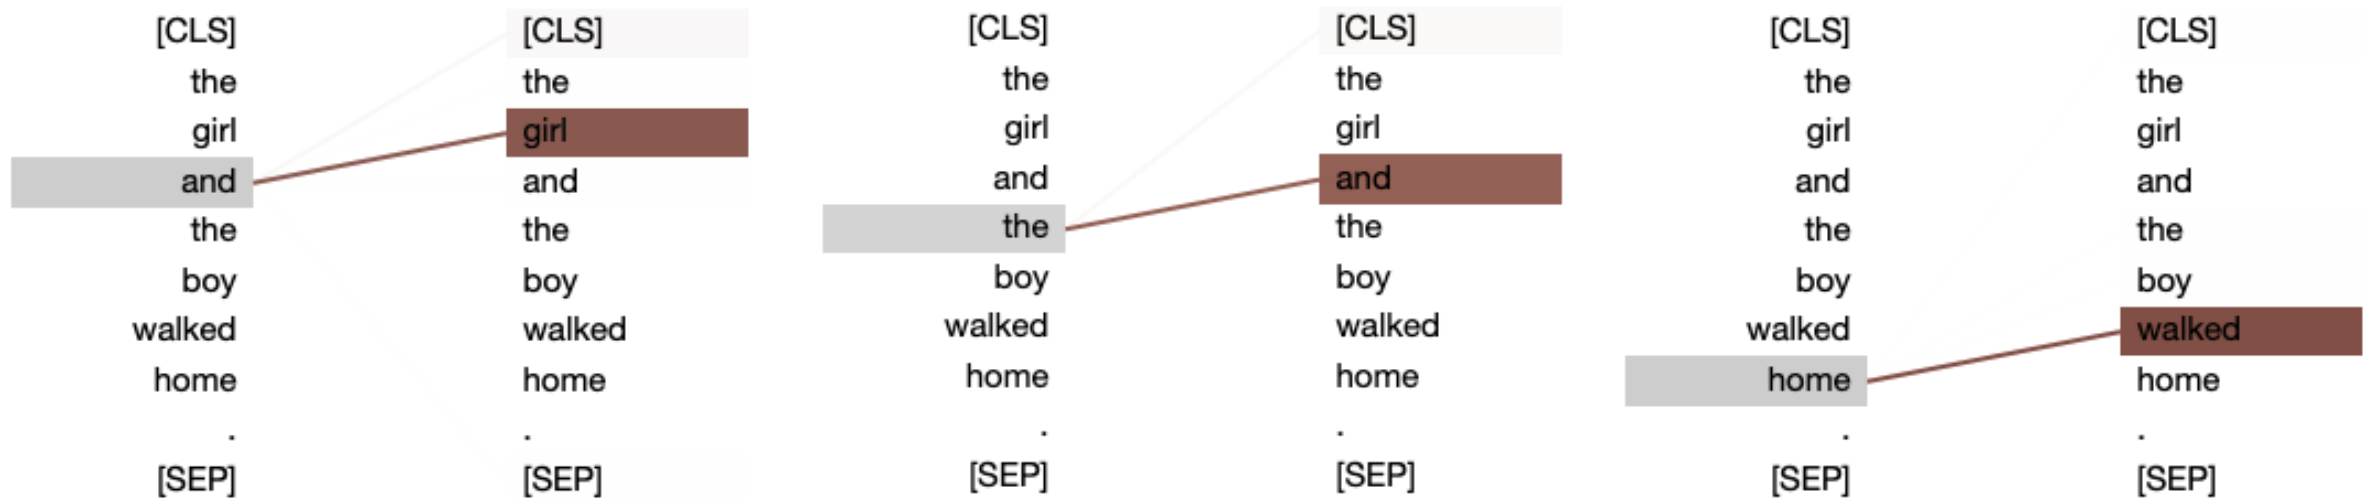 [CLS] [CLS]
the the
girl girl
and and
the the
boy boy
walked walked
home home
. .
[SEP] [SEP]
[CLS] [CLS]
the the
girl girl
and and
the the
boy boy
walked walked
home home
. .
[SEP] [SEP]
[CLS] [CLS]
the the
girl girl
and and
the the
boy boy
walked walked
home home
. .
[SEP] [SEP]